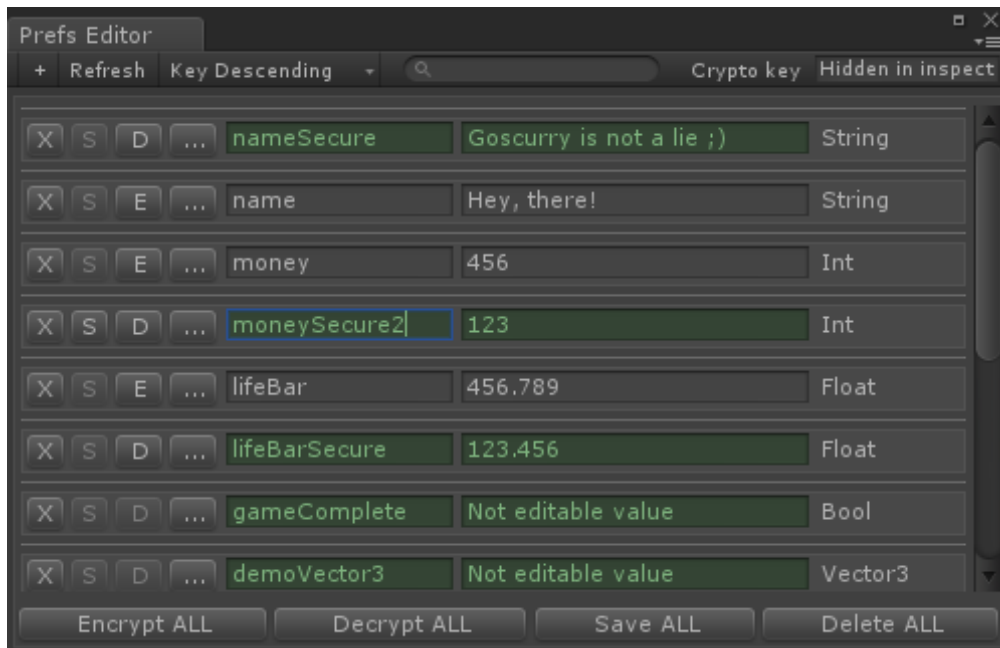 Prefs Editor
+ Refresh Key Descending Crypto key Hidden in inspect
X S D ... nameSecure Goscurry is not a lie ;) String
X S E ... name Hey, there! String
X S E ... money 456 Int
X S D ... moneySecure2 123 Int
X S E ... lifeBar 456.789 Float
X S D ... lifeBarSecure 123.456 Float
X S D ... gameComplete Not editable value Bool
X S D ... demoVector3 Not editable value Vector3
Encrypt ALL Decrypt ALL Save ALL Delete ALL